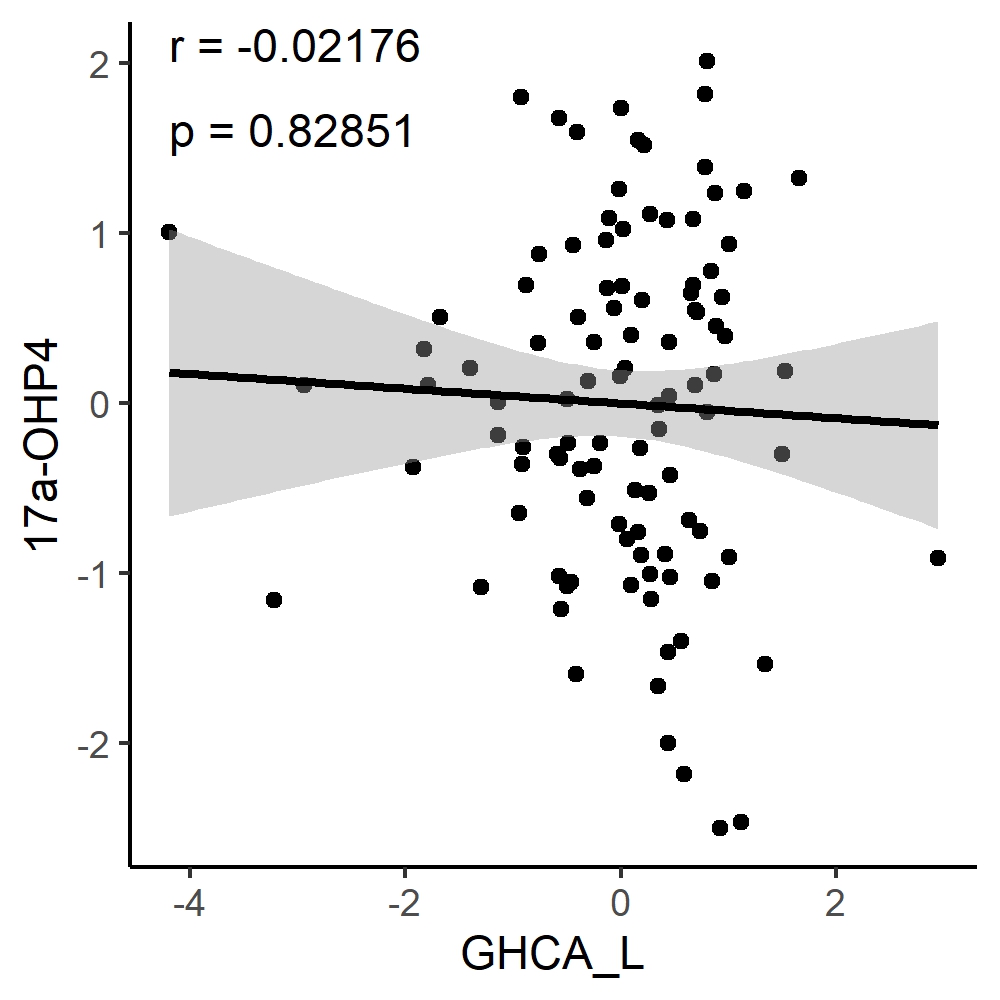 r = -0.02176
p = 0.82851
2
1
0
-1
-2
17a-OHP4
-4 -2 0 2
GHCA_L